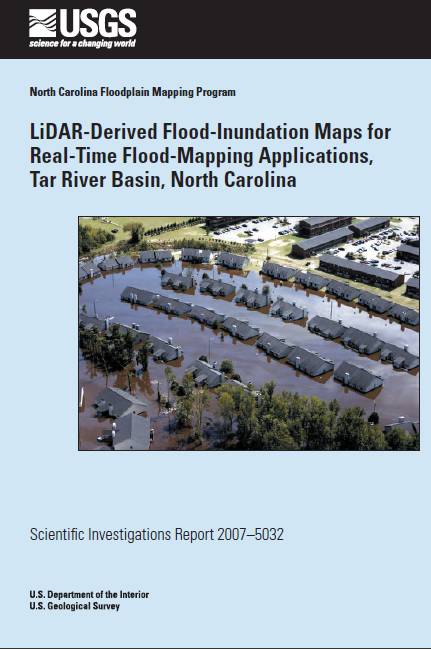 USGS
science for a changing world
North Carolina Floodplain Mapping Program
LiDAR-Derived Flood-Inundation Maps for
Real-Time Flood-Mapping Applications,
Tar River Basin, North Carolina
Scientific Investigations Report 2007–5032
U.S. Department of the Interior
U.S. Geological Survey